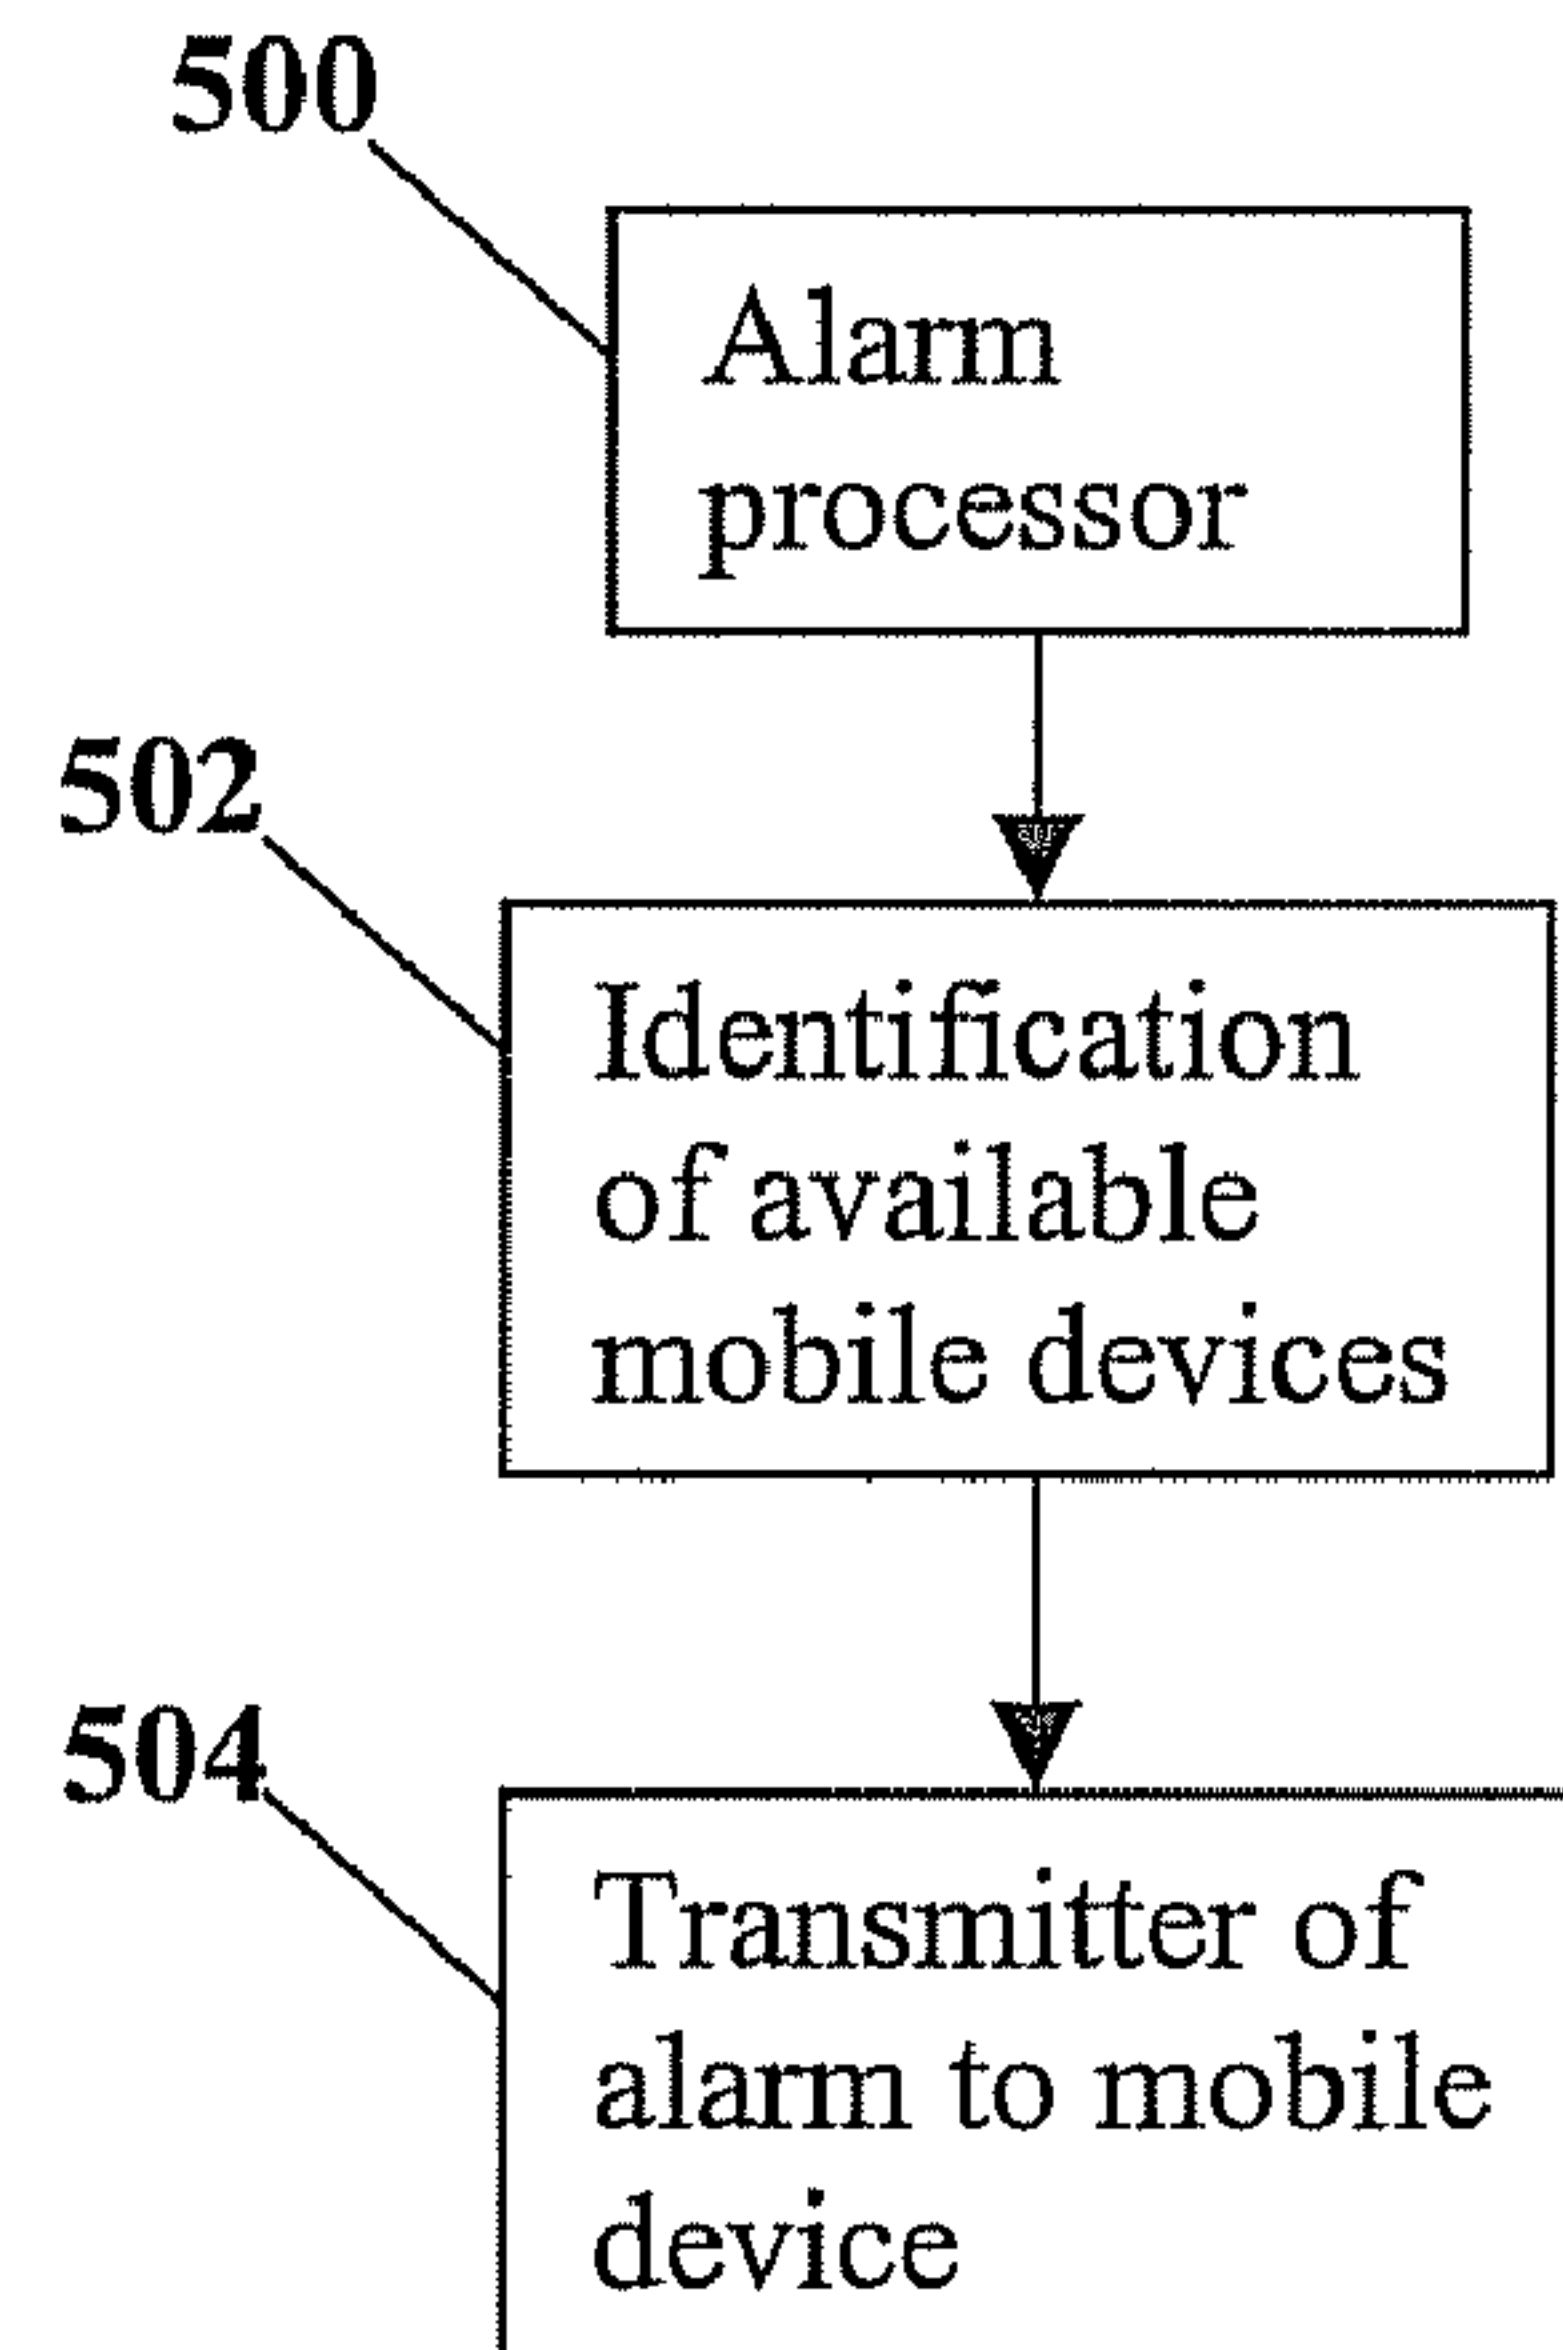 500
Alarm
processor
502
Identification
of available
mobile devices
504
Transmitter of
alarm to mobile
device